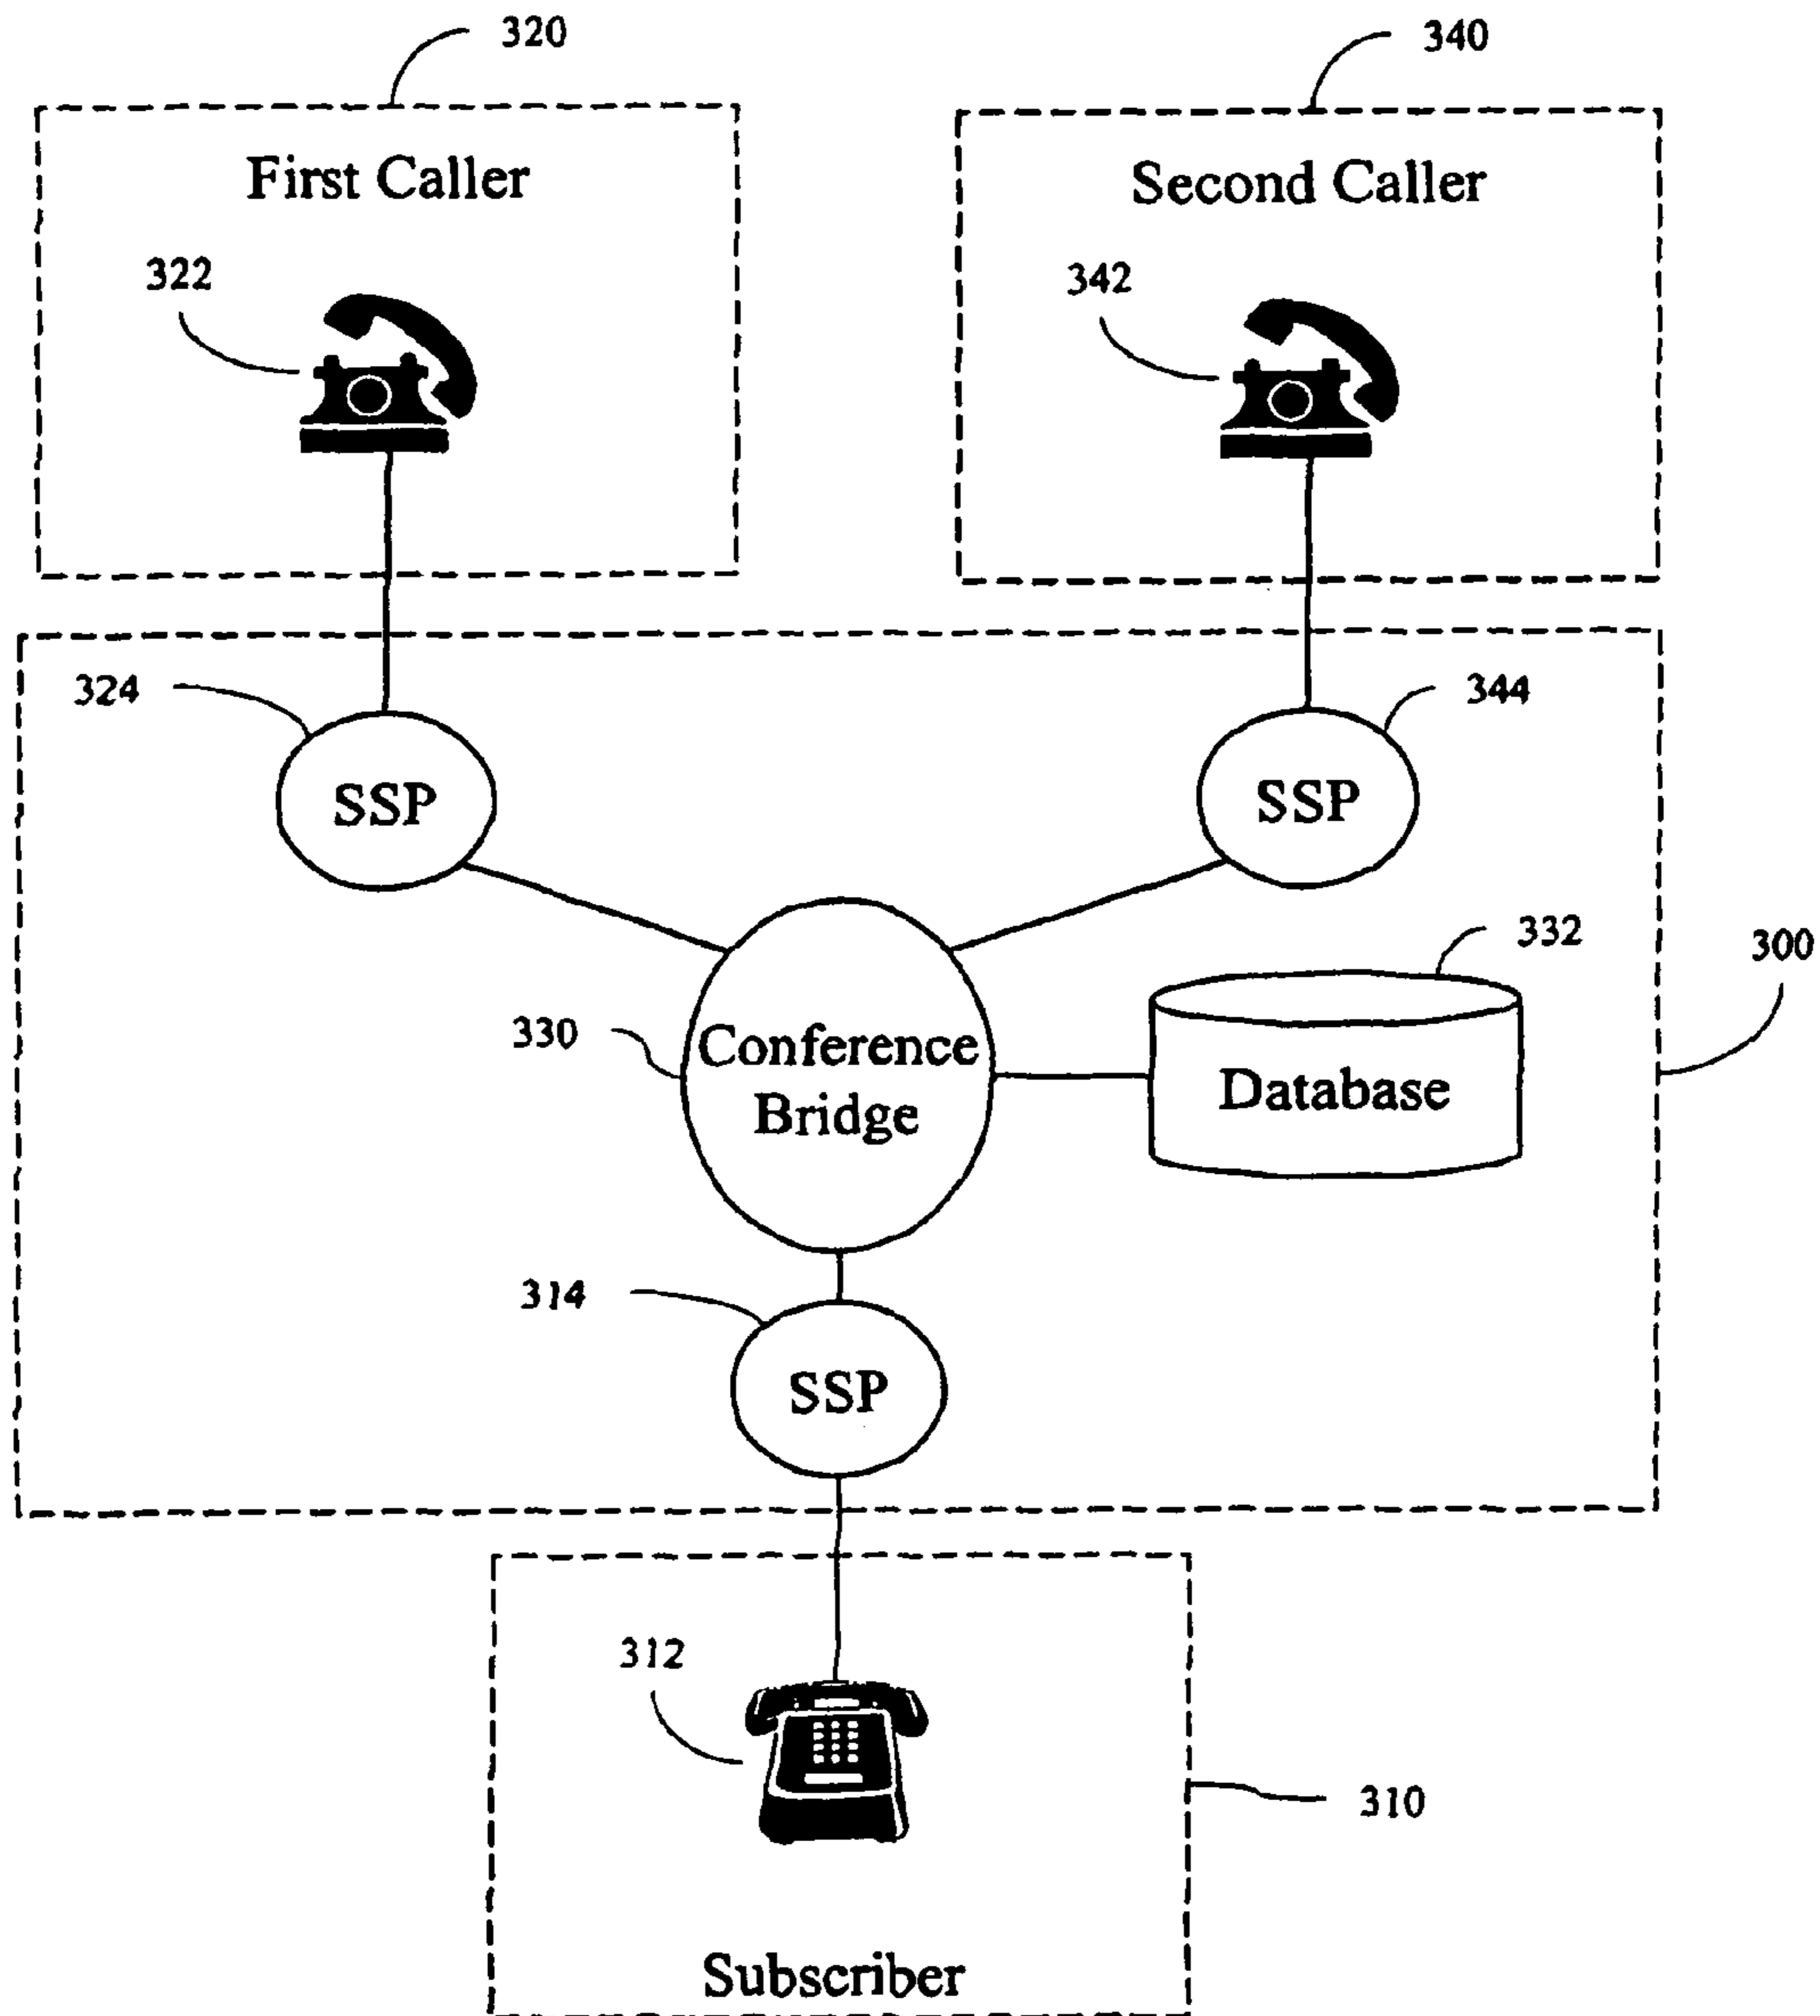 320
340
First Caller
Second Caller
322
342
324
344
SSP
SSP
332
300
330
Conference
Bridge
Database
314
SSP
312
310
Subscriber